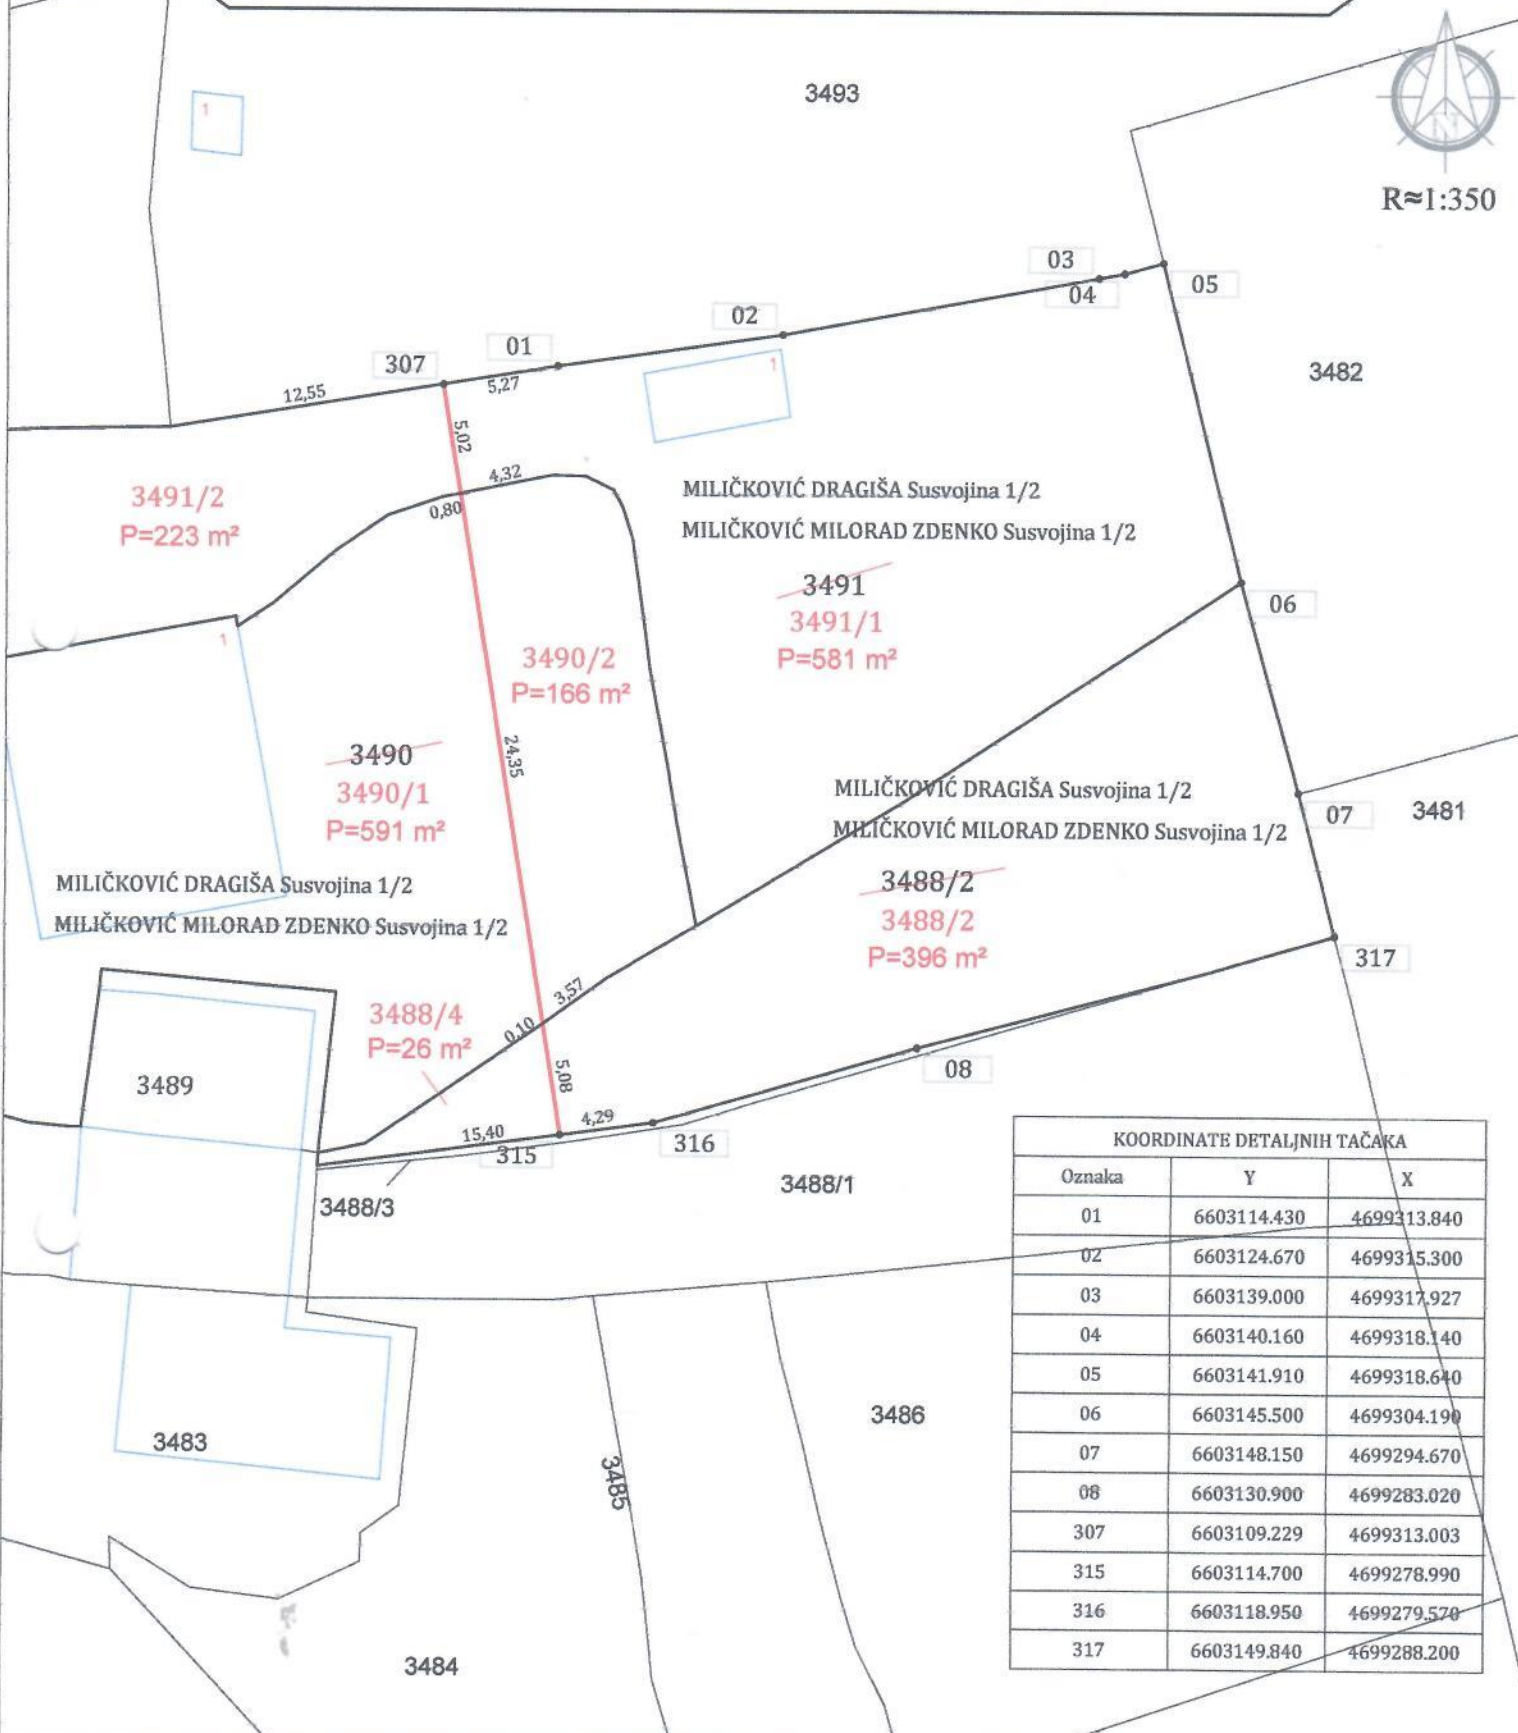 3493
1
N
R≈1:350
03
05
04
02
01
307
3482
5,27
12,55
1
5,02
4,32
0,80
3491/2
P=223 m²
MILIČKOVIĆ DRAGIŠA Susvojina 1/2
MILIČKOVIĆ MILORAD ZDENKO Susvojina 1/2
3491
3491/1
P=581 m²
06
1
3490/2
P=166 m²
24,35
3490
3490/1
P=591 m²
MILIČKOVIĆ DRAGIŠA Susvojina 1/2
MILIČKOVIĆ MILORAD ZDENKO Susvojina 1/2
07
3481
3488/2
3488/2
P=396 m²
MILIČKOVIĆ DRAGIŠA Susvojina 1/2
MILIČKOVIĆ MILORAD ZDENKO Susvojina 1/2
317
3,57
0,10
3488/4
P=26 m²
5,08
08
3489
4,29
15,40
315
316
3488/3
3488/1
KOORDINATE DETALJNIH TAČAKA
Oznaka Y X
01 6603114.430 4699313.840
02 6603124.670 4699315.300
03 6603139.000 4699317.927
04 6603140.160 4699318.140
05 6603141.910 4699318.640
06 6603145.500 4699304.190
07 6603148.150 4699294.670
08 6603130.900 4699283.020
307 6603109.229 4699313.003
315 6603114.700 4699278.990
316 6603118.950 4699279.570
317 6603149.840 4699288.200
3486
3483
3485
3484